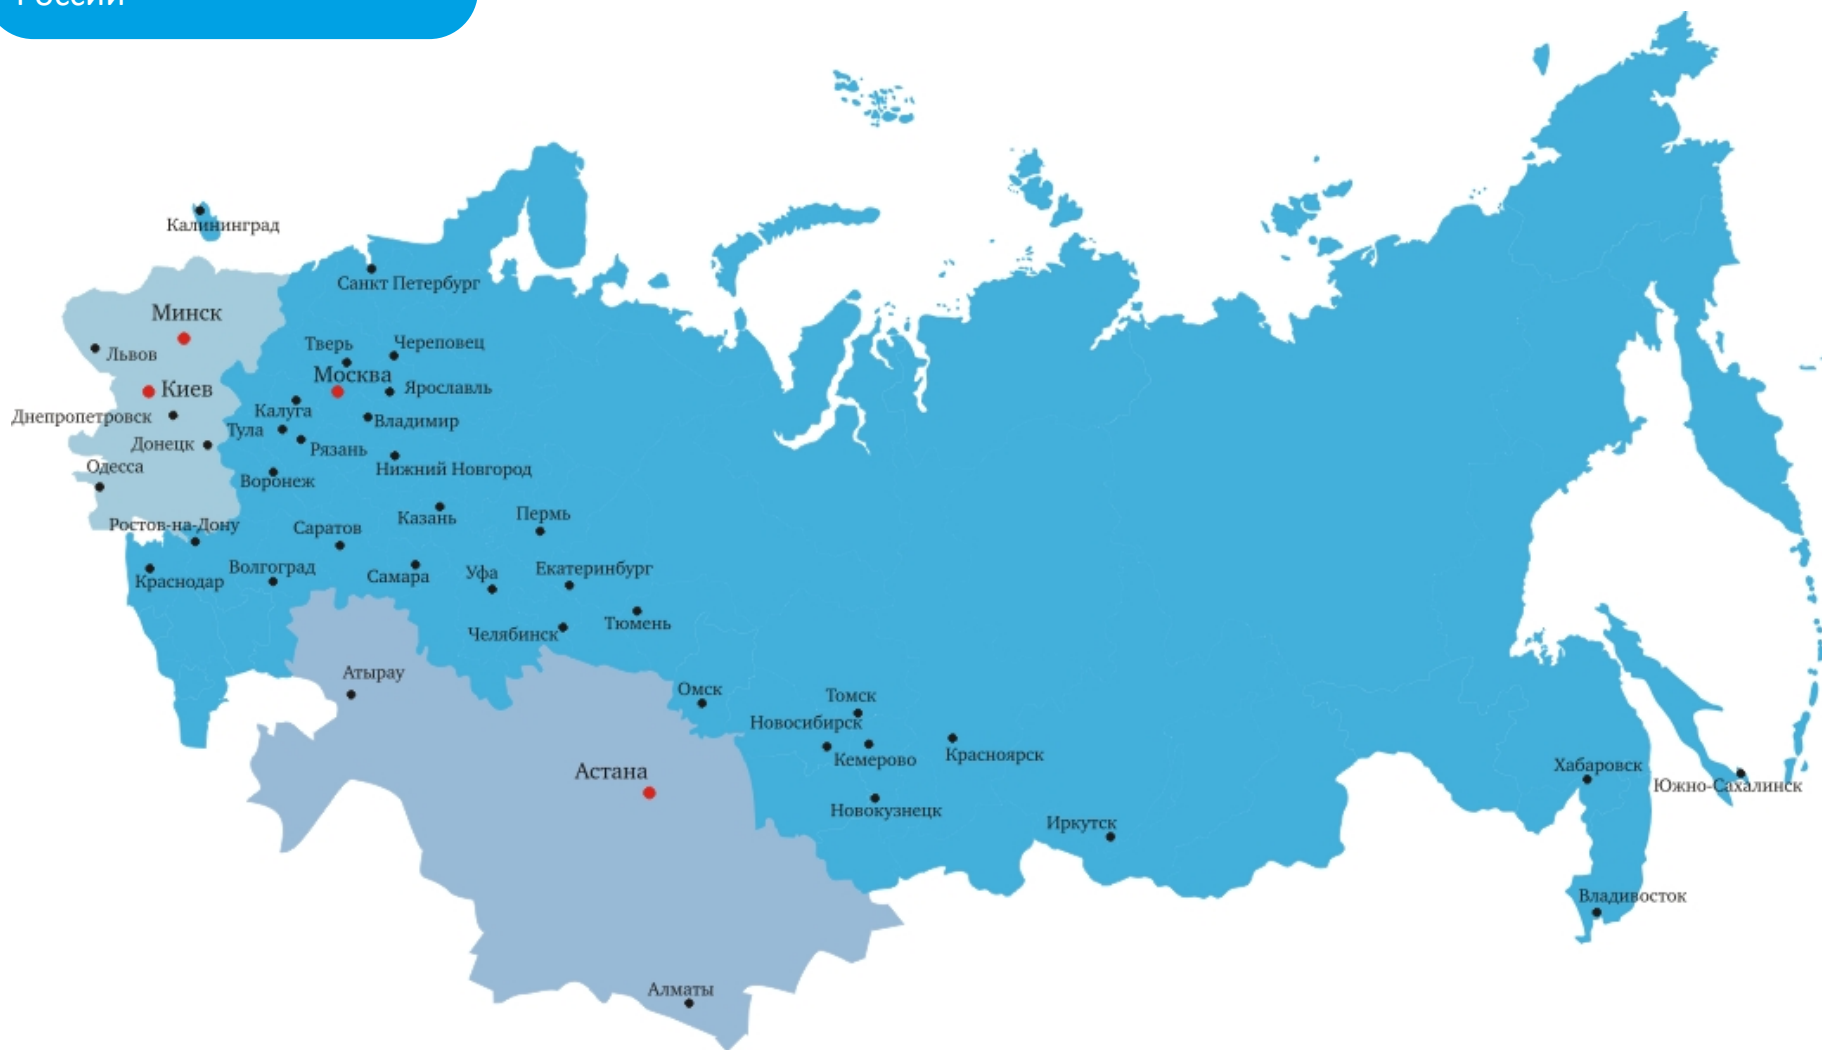 России
Калининград
Санкт Петербург
Минск
Тверь
Череповец
Львов
Москва
Киев
Ярославль
Днепропетровск
Калуга
Владимир
Тула
Донецк
Рязань
Одесса
Нижний Новгород
Воронеж
Ростов-на-Дону
Саратов
Казань
Пермь
Краснодар
Волгоград
Самара
Уфа
Екатеринбург
Челябинск
Тюмень
Атырау
Омск
Томск
Новосибирск
Кемерово
Красноярск
Астана
Хабаровск
Южно-Сахалинск
Новокузнецк
Иркутск
Владивосток
Алматы